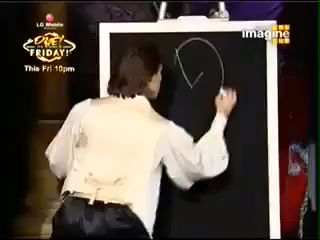 LG Mobile
OYE!
FRIDAY!
This Fri 10pm
imagine